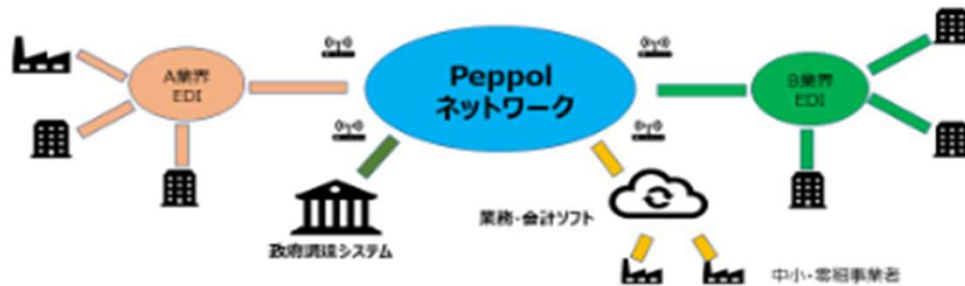 Peppol
ネットワーク
A業界
EDI
B業界
EDI
政府調達システム
業務・会計ソフト
中小・零細事業者